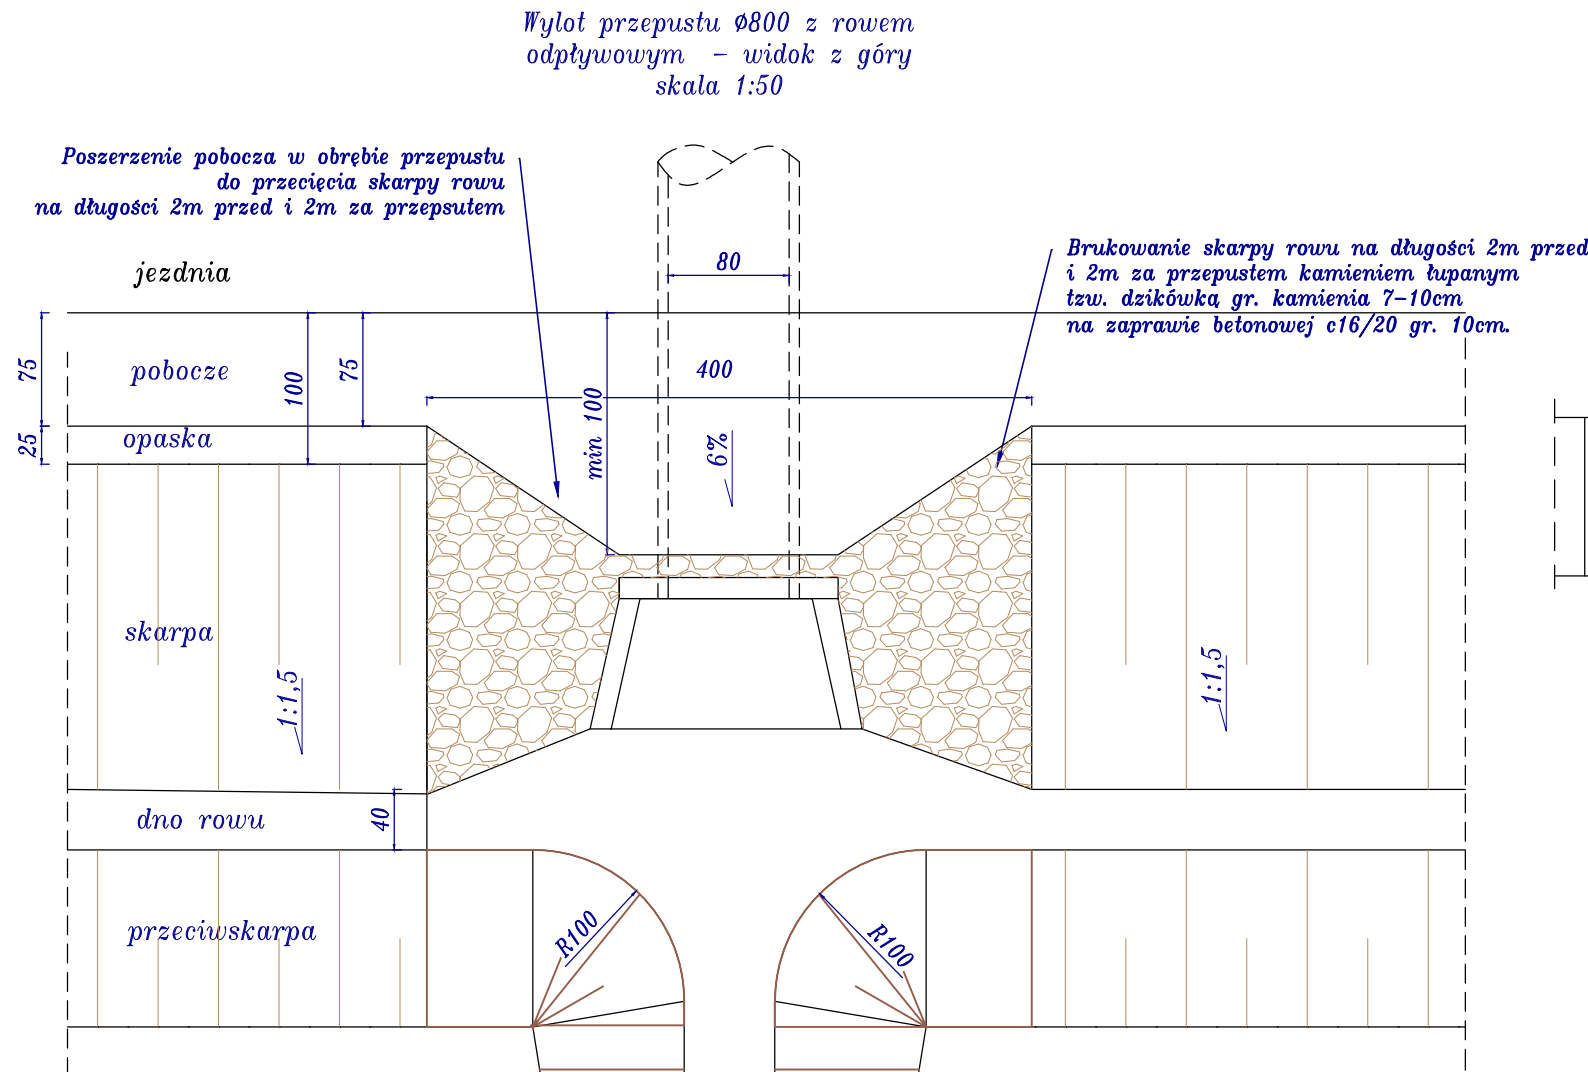 Wylot przepustu Ø800 z rowem
odpływowym – widok z góry
skala 1:50
Poszerzenie pobocza w obrębie przepustu
do przecięcia skarpy rowu
na długości 2m przed i 2m za przepsutem
Brukowanie skarpy rowu na długości 2m przed
i 2m za przepustem kamieniem łupanym
tzw. dzikówką gr. kamienia 7-10cm
na zaprawie betonowej c16/20 gr. 10cm.
jezdnia
80
75
pobocze
100
75
400
min 100
6%
25
opaska
skarpa
1:1,5
1:1,5
dno rowu
40
przeciwskarpa
R100
R100